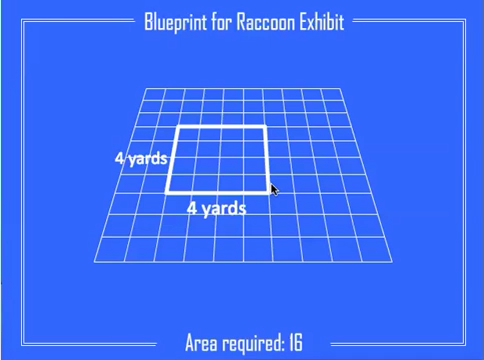 Blueprint for Raccoon Exhibit
4 yards
4 yards
Area required: 16